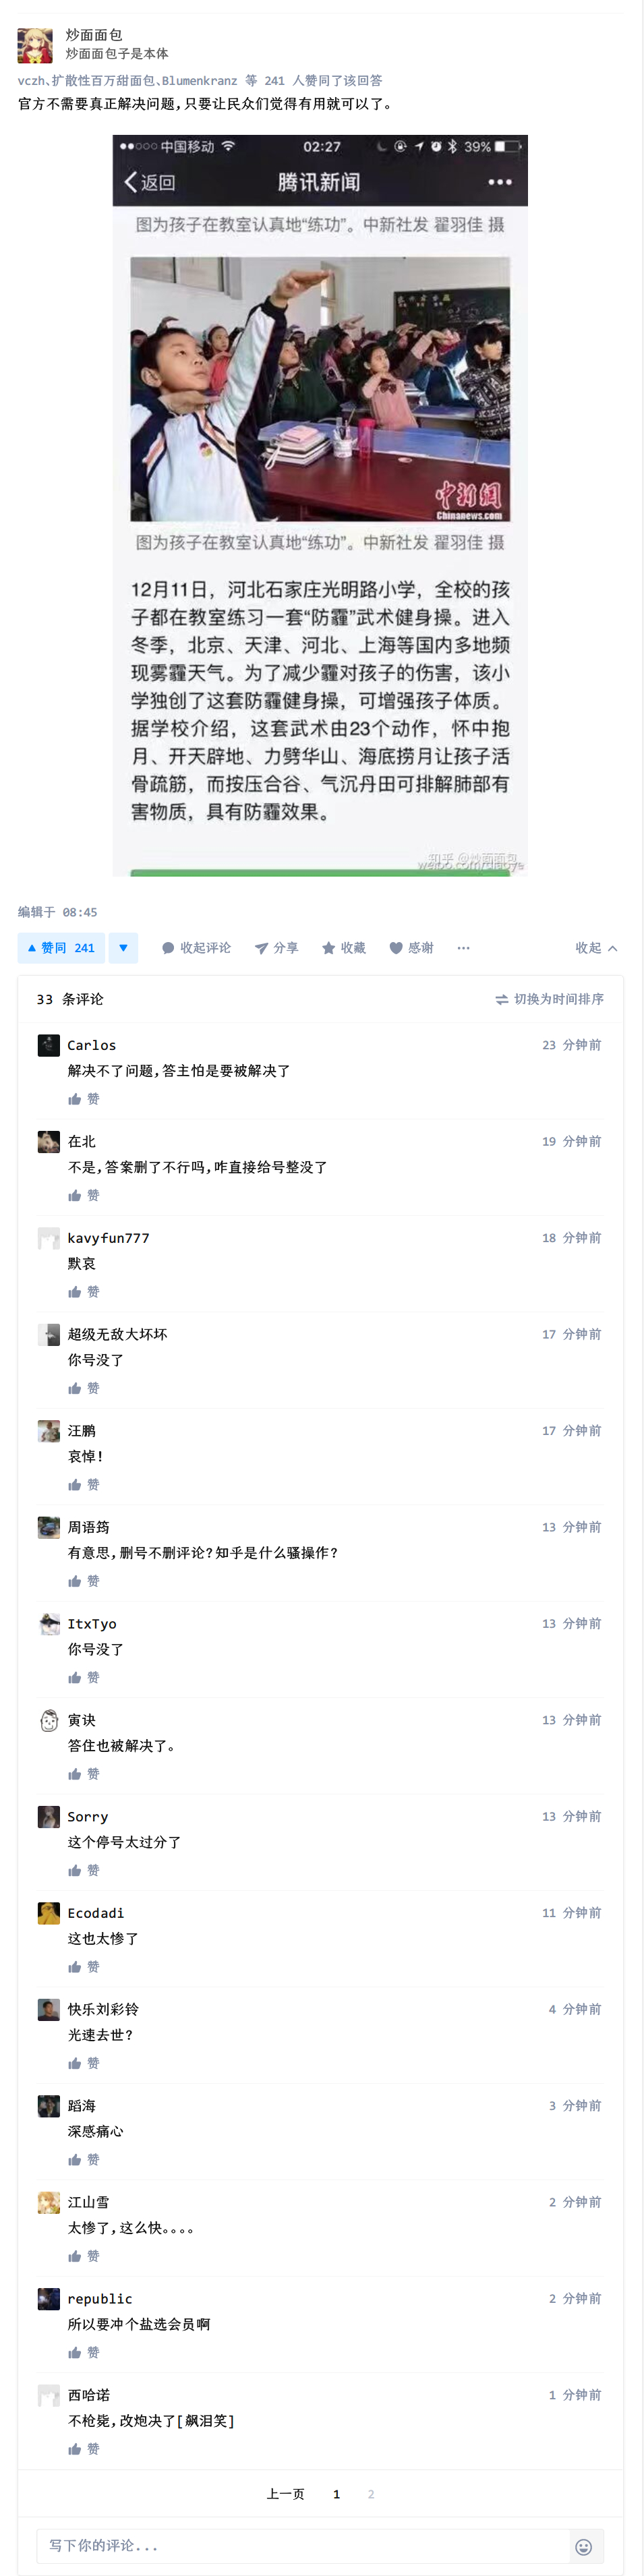 炒面面包
炒面面包子是本体
vczh、扩散性百万甜面包、Blumenkranz 等 241 人赞同了该回答
官方不需要真正解决问题,只要让民众们觉得有用就可以了。
中国移动 02:27 39%
返回 腾讯新闻
图为孩子在教室认真地“练功”。中新社发 翟羽佳 摄
中新网
Chinanews.com
图为孩子在教室认真地“练功”。中新社发 翟羽佳 摄
12月11日，河北石家庄光明路小学，全校的孩
子都在教室练习一套“防霾”武术健身操。进入
冬季，北京、天津、河北、上海等国内多地频
现雾霾天气。为了减少霾对孩子的伤害，该小
学独创了这套防霾健身操，可增强孩子体质。
据学校介绍，这套武术由23个动作，怀中抱
月、开天辟地、力劈华山、海底捞月让孩子活
骨疏筋，而按压合谷、气沉丹田可排解肺部有
害物质，具有防霾效果。
知乎 @炒面面包
编辑于 08:45
赞同 241 收起评论 分享 收藏 感谢 收起
33 条评论 切换为时间排序
Carlos 23 分钟前
解决不了问题,答主怕是要被解决了
赞
在北 19 分钟前
不是,答案删了不行吗,咋直接给号整没了
赞
kavyfun777 18 分钟前
默哀
赞
超级无敌大坏坏 17 分钟前
你号没了
赞
汪鹏 17 分钟前
哀悼!
赞
周语筠 13 分钟前
有意思,删号不删评论?知乎是什么骚操作?
赞
ItxTyo 13 分钟前
你号没了
赞
寅诀 13 分钟前
答住也被解决了。
赞
Sorry 13 分钟前
这个停号太过分了
赞
Ecodadi 11 分钟前
这也太惨了
赞
快乐刘彩铃 4 分钟前
光速去世?
赞
蹈海 3 分钟前
深感痛心
赞
江山雪 2 分钟前
太惨了,这么快。。。。
赞
republic 2 分钟前
所以要冲个盐选会员啊
赞
西哈诺 1 分钟前
不枪毙,改炮决了[飙泪笑]
赞
上一页 1 2
写下你的评论...